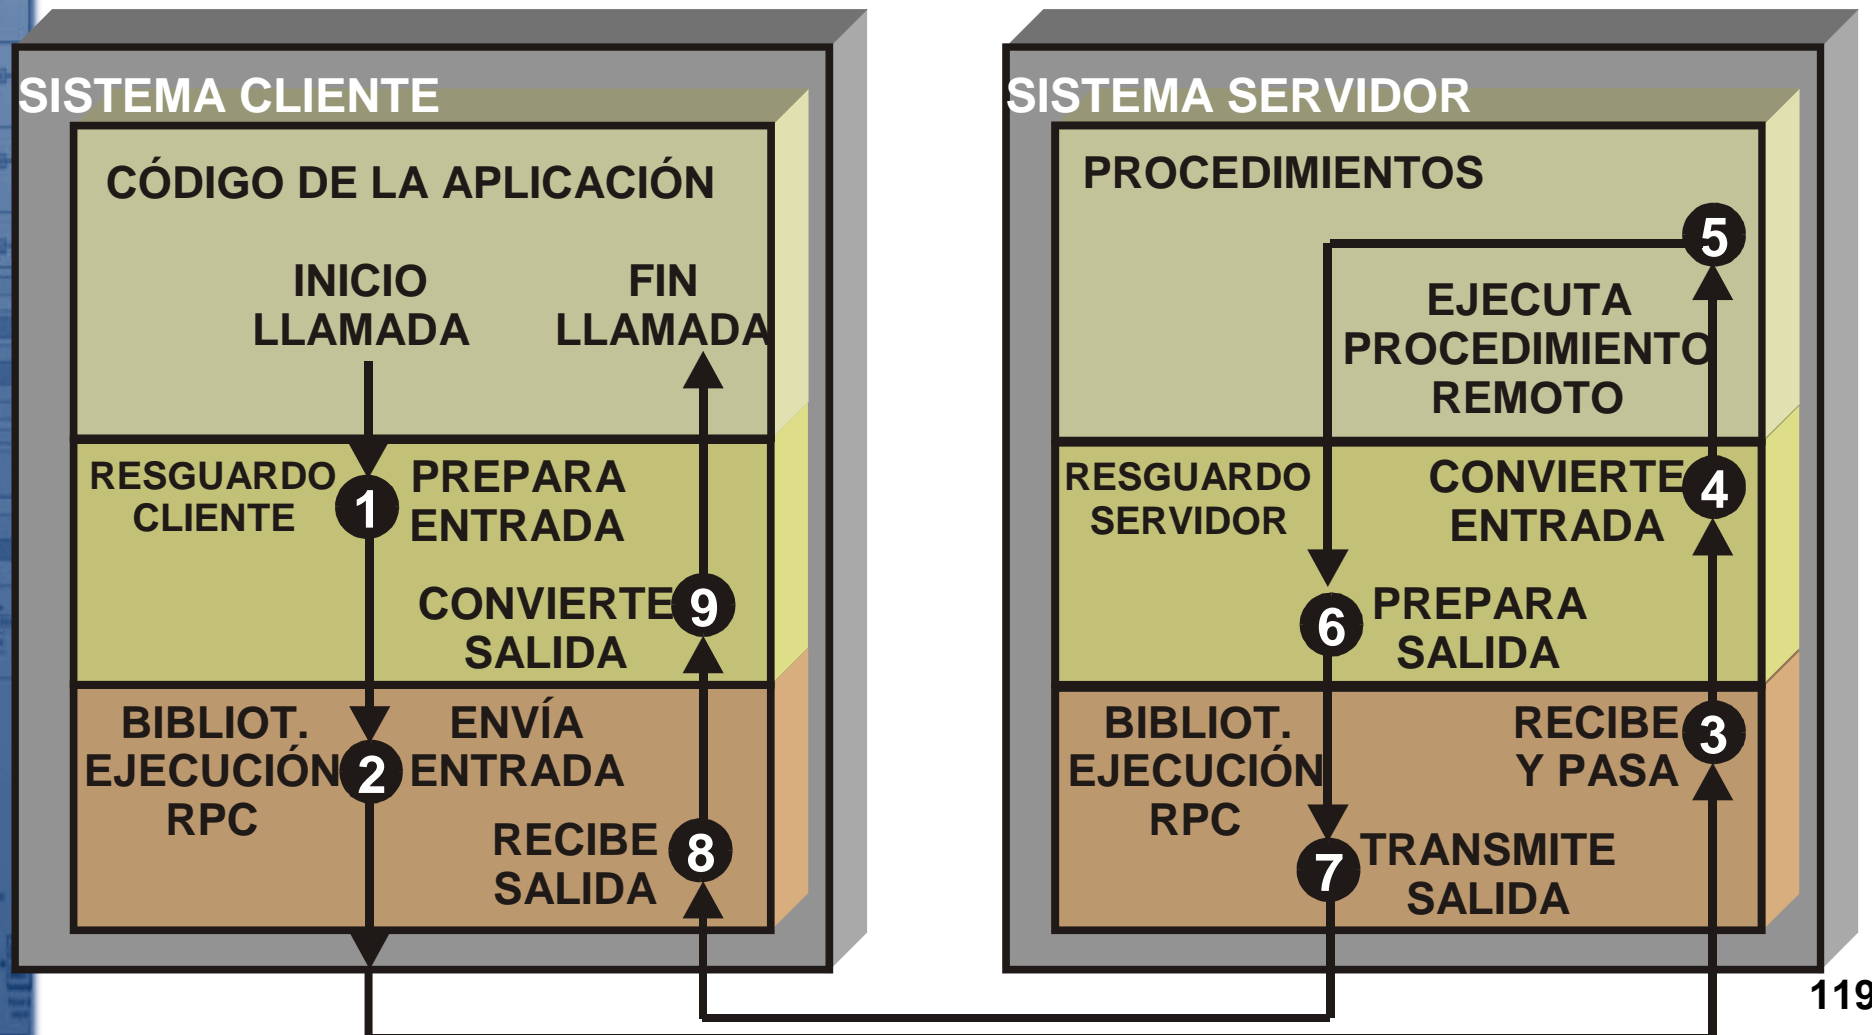 SISTEMA CLIENTE
CÓDIGO DE LA APLICACIÓN
INICIO
LLAMADA
FIN
LLAMADA
RESGUARDO
CLIENTE
1
PREPARA
ENTRADA
CONVIERTE
SALIDA
9
BIBLIOT.
EJECUCIÓN
RPC
2
ENVÍA
ENTRADA
RECIBE
SALIDA
8
SISTEMA SERVIDOR
PROCEDIMIENTOS
5
EJECUTA
PROCEDIMIENTO
REMOTO
RESGUARDO
SERVIDOR
CONVIERTE
ENTRADA
4
6
PREPARA
SALIDA
BIBLIOT.
EJECUCIÓN
RPC
RECIBE
Y PASA
3
7
TRANSMITE
SALIDA
119